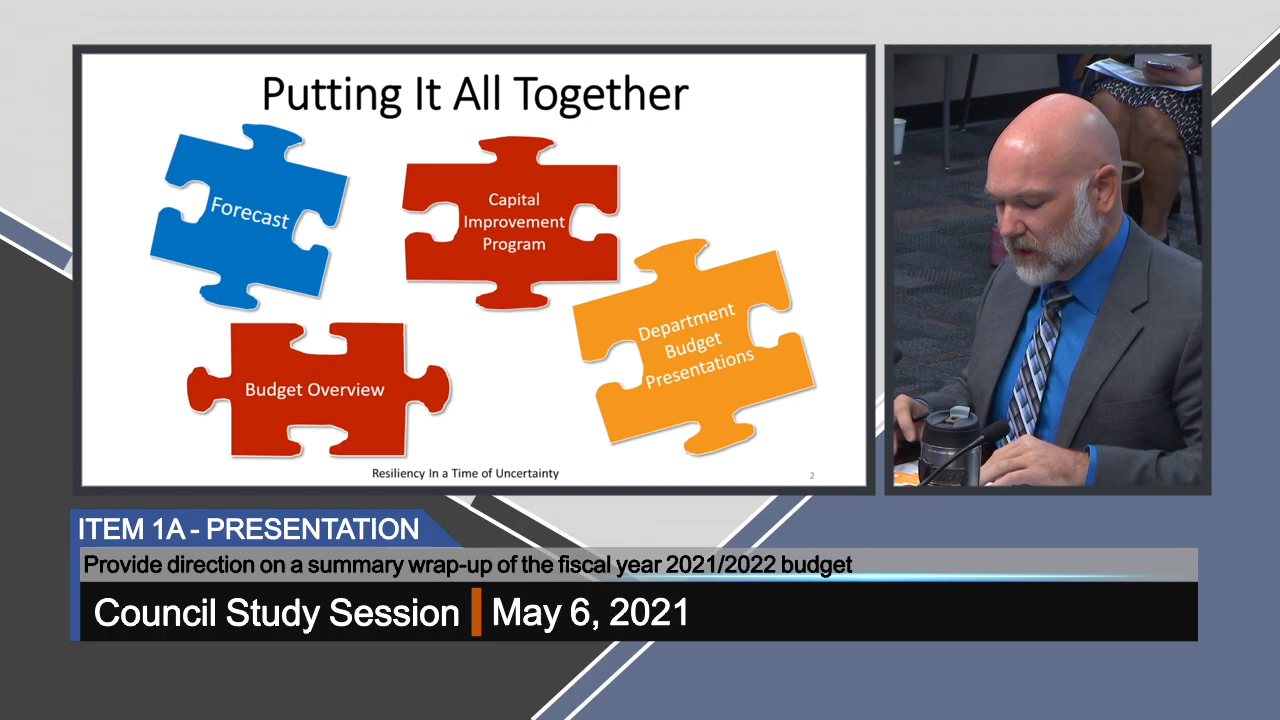 Putting It All Together
Forecast
Capital
Improvement
Program
Department
Budget
Presentations
Budget Overview
Resiliency In a Time of Uncertainty
2
ITEM 1A - PRESENTATION
Provide direction on a summary wrap-up of the fiscal year 2021/2022 budget
Council Study Session
May 6, 2021